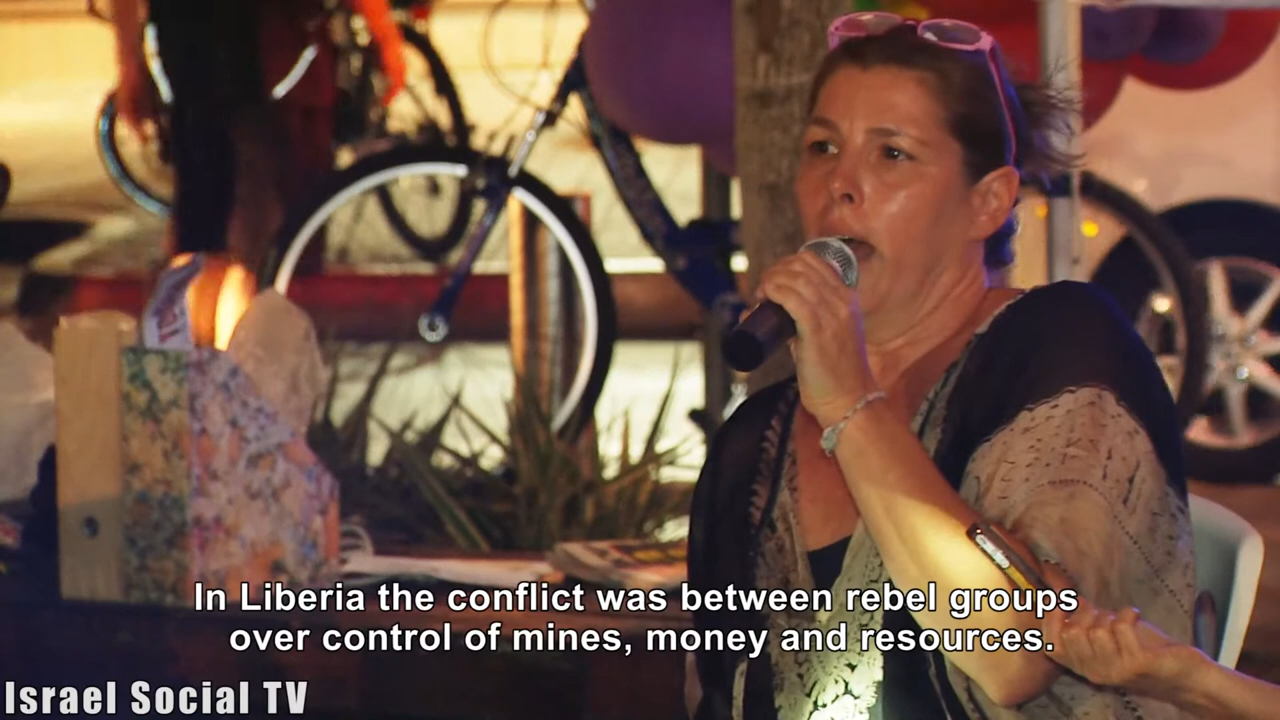 In Liberia the conflict was between rebel groups
over control of mines, money and resources.
Israel Social TV